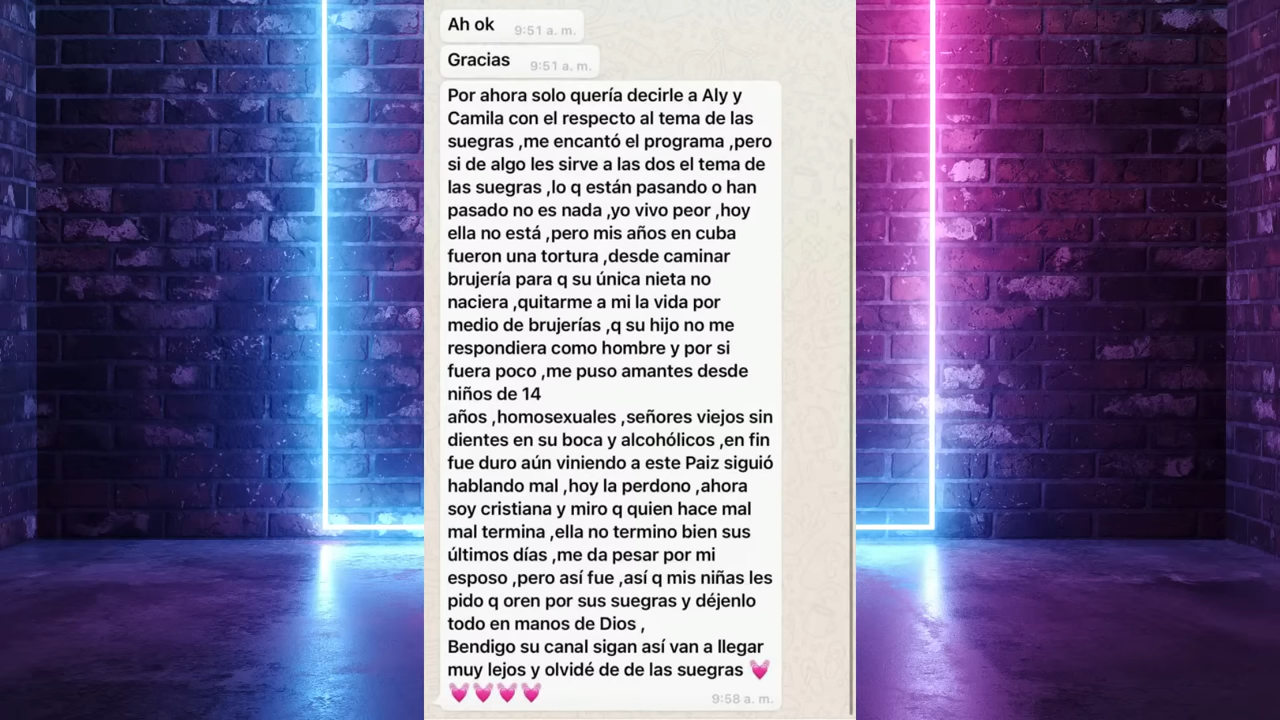 Ah ok
9:51 a. m.
Gracias
9:51 a. m.
Por ahora solo quería decirle a Aly y
Camila con el respecto al tema de las
suegras ,me encantó el programa ,pero
si de algo les sirve a las dos el tema de
las suegras ,lo q están pasando o han
pasado no es nada ,yo vivo peor ,hoy
ella no está ,pero mis años en cuba
fueron una tortura ,desde caminar
brujería para q su única nieta no
naciera ,quitarme a mi la vida por
medio de brujerías ,q su hijo no me
respondiera como hombre y por si
fuera poco ,me puso amantes desde
niños de 14
años ,homosexuales ,señores viejos sin
dientes en su boca y alcohólicos ,en fin
fue duro aún viniendo a este Paiz siguió
hablando mal ,hoy la perdono ,ahora
soy cristiana y miro q quien hace mal
mal termina ,ella no termino bien sus
últimos días ,me da pesar por mi
esposo ,pero así fue ,así q mis niñas les
pido q oren por sus suegras y déjenlo
todo en manos de Dios ,
Bendigo su canal sigan así van a llegar
muy lejos y olvidé de de las suegras 💓
💓💓💓💓
9:58 a. m.